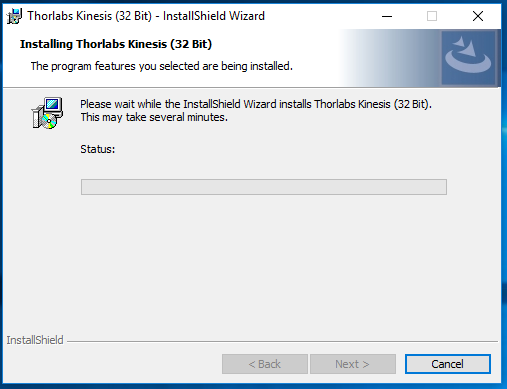 Thorlabs Kinesis (32 Bit) - InstallShield Wizard
Installing Thorlabs Kinesis (32 Bit)
The program features you selected are being installed.
Please wait while the InstallShield Wizard installs Thorlabs Kinesis (32 Bit).
This may take several minutes.
Status:
InstallShield
< Back
Next >
Cancel